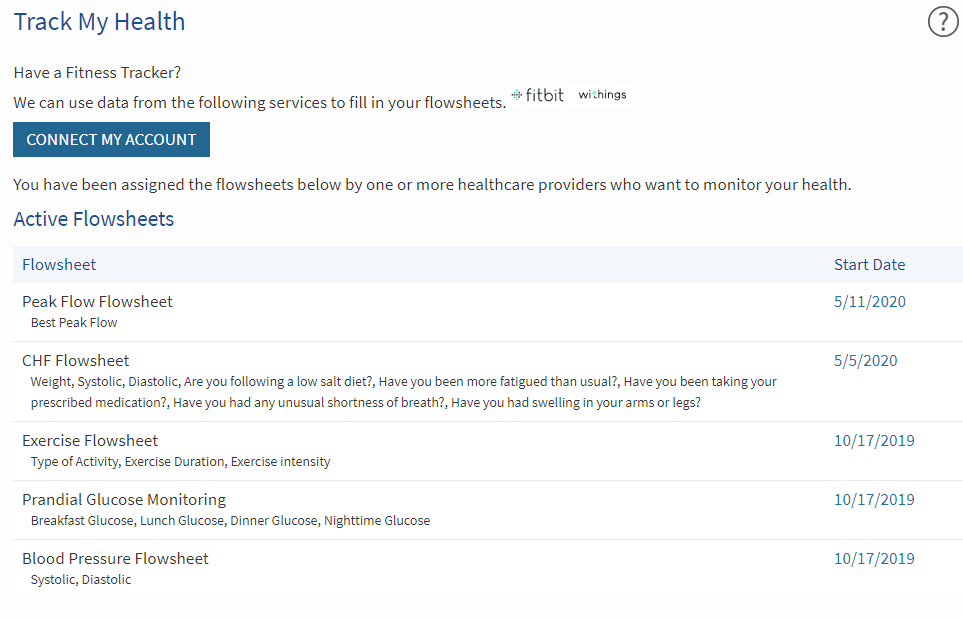 Track My Health
?
Have a Fitness Tracker?
We can use data from the following services to fill in your flowsheets. fitbit withings
CONNECT MY ACCOUNT
You have been assigned the flowsheets below by one or more healthcare providers who want to monitor your health.
Active Flowsheets
Flowsheet Start Date
Peak Flow Flowsheet 5/11/2020
Best Peak Flow
CHF Flowsheet 5/5/2020
Weight, Systolic, Diastolic, Are you following a low salt diet?, Have you been more fatigued than usual?, Have you been taking your
prescribed medication?, Have you had any unusual shortness of breath?, Have you had swelling in your arms or legs?
Exercise Flowsheet 10/17/2019
Type of Activity, Exercise Duration, Exercise intensity
Prandial Glucose Monitoring 10/17/2019
Breakfast Glucose, Lunch Glucose, Dinner Glucose, Nighttime Glucose
Blood Pressure Flowsheet 10/17/2019
Systolic, Diastolic